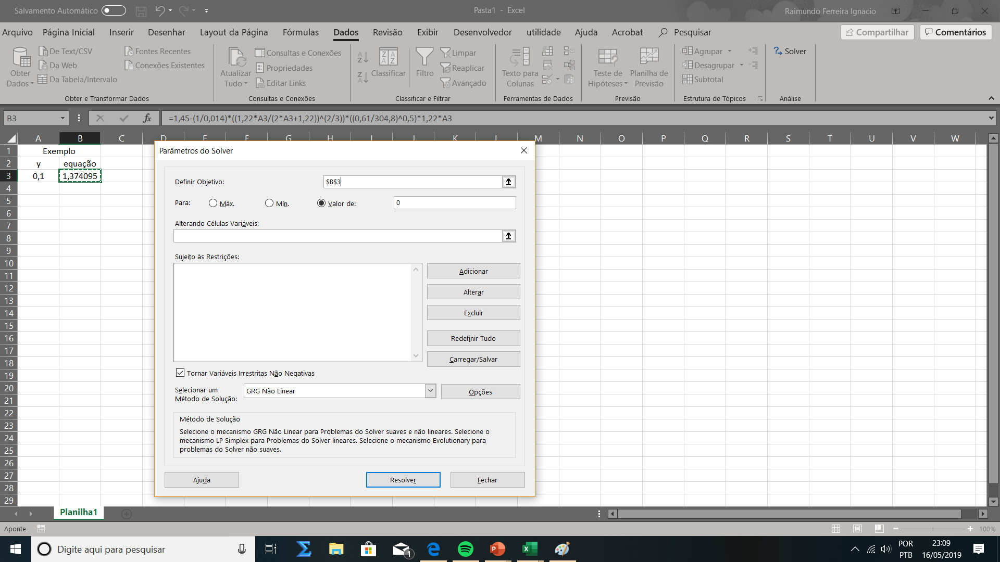 Salvamento Automático
Pasta1 - Excel
Raimundo Ferreira Ignacio
Arquivo Página Inicial Inserir Desenhar Layout da Página Fórmulas Dados Revisão Exibir Desenvolvedor utilidade Ajuda Acrobat Pesquisar
Compartilhar
Comentários
Obter Dados
De Text/CSV
Da Web
Da Tabela/Intervalo
Fontes Recentes
Conexões Existentes
Obter e Transformar Dados
Atualizar Tudo
Consultas e Conexões
Propriedades
Editar Links
Consultas e Conexões
Classificar
Filtro
Limpar
Reaplicar
Avançado
Classificar e Filtrar
Texto para Colunas
Ferramentas de Dados
Teste de Hipóteses
Planilha de Previsão
Previsão
Agrupar
Desagrupar
Subtotal
Estrutura de Tópicos
Solver
Análise
B3
fx
=1,45-(1/0,014)*((1,22*A3/(2*A3+1,22))^(2/3))*((0,61/304,8)^0,5)*1,22*A3
A B C D E F G H I J K L M N O P Q R S T U V W
1 Exemplo
2 y equação
3 0,1 1,374095
4
5
6
7
8
9
10
11
12
13
14
15
16
17
18
19
20
21
22
23
24
25
26
27
28
29
Parâmetros do Solver
Definir Objetivo: $B$3
Para: Máx. Mín. Valor de: 0
Alterando Células Variáveis:
Sujeito às Restrições:
Adicionar
Alterar
Excluir
Redefinir Tudo
Carregar/Salvar
Tornar Variáveis Irrestritas Não Negativas
Selecionar um
Método de Solução:
GRG Não Linear
Opções
Método de Solução
Selecione o mecanismo GRG Não Linear para Problemas do Solver suaves e não lineares. Selecione o
mecanismo LP Simplex para Problemas do Solver lineares. Selecione o mecanismo Evolutionary para
problemas do Solver não suaves.
Ajuda
Resolver
Fechar
Planilha1
Aponte
100%
Digite aqui para pesquisar
1
POR
PTB
23:09
16/05/2019